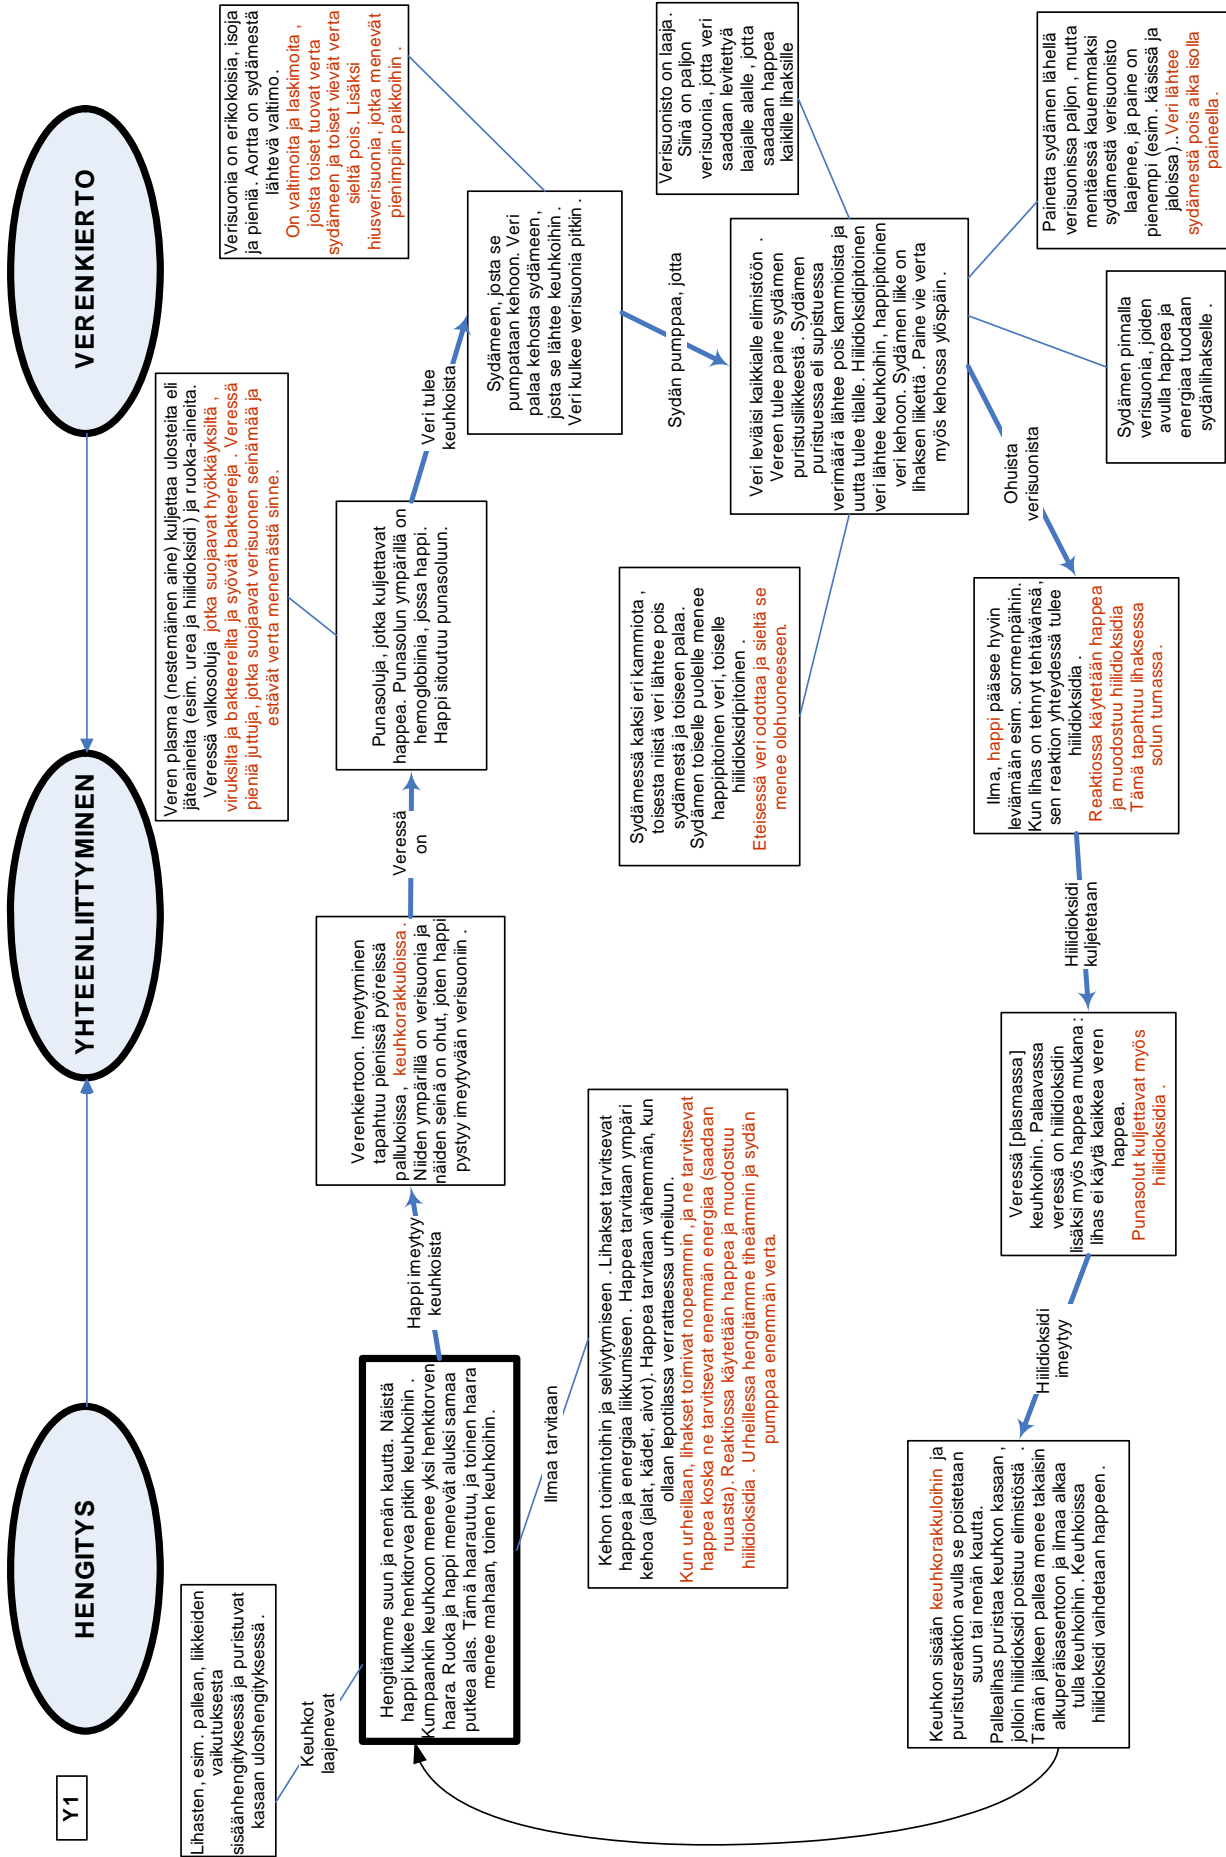 Y1
HENGITYS
YHTEENLIITTYMINEN
VERENKIERTO
Lihasten, esim. pallean, liikkeiden
vaikutuksesta
sisäänhengityksessä ja puristuvat
kasaan uloshengityksessä.
Keuhkot
laajenevat
Hengitämme suun ja nenän kautta. Näistä
happi kulkee henkitorvea pitkin keuhkoihin.
Kumpaankin keuhkoon menee yksi henkitorven
haara. Ruoka ja happi menevät aluksi samaa
putkea alas. Tämä haarautuu, ja toinen haara
menee mahaan, toinen keuhkoihin.
Ilmaa tarvitaan
Kehon toimintoihin ja selviytymiseen. Lihakset tarvitsevat
happea ja energiaa liikkumiseen. Happea tarvitaan ympäri
kehoa (jalat, kädet, aivot). Happea tarvitaan vähemmän, kun
ollaan lepotilassa verrattaessa urheiluun.
Kun urheillaan, lihakset toimivat nopeammin, ja ne tarvitsevat
happea koska ne tarvitsevat enemmän energiaa (saadaan
ruuasta). Reaktiossa käytetään happea ja muodostuu
hiilidioksidia. Urheillessa hengitämme tiheämmin ja sydän
pumppaa enemmän verta.
Happi imeytyy
keuhkoista
Verenkiertoon. Imeytyminen
tapahtuu pienissä pyöreissä
pallukoissa, keuhkorakkuloissa.
Niiden ympärillä on verisuonia ja
näiden seinä on ohut, joten happi
pystyy imeytyvään verisuoniin.
Veressä
on
Punasoluja, jotka kuljettavat
happea. Punasolun ympärillä on
hemoglobiinia, jossa happi.
Happi sitoutuu punasoluun.
Veren plasma (nestemäinen aine) kuljettaa ulosteita eli
jäteaineita (esim. urea ja hiilidioksidi) ja ruoka-aineita.
Veressä valkosoluja jotka suojaavat hyökkäyksiltä,
viruksilta ja bakteereilta ja syövät bakteereja. Veressä
pieniä juttuja, jotka suojaavat verisuonen seinämää ja
estävät verta menemästä sinne.
Veri tulee
keuhkoista
Sydämeen, josta se
pumpataan kehoon. Veri
palaa kehosta sydämeen,
josta se lähtee keuhkoihin.
Veri kulkee verisuonia pitkin.
Verisuonia on erikokoisia, isoja
ja pieniä. Aortta on sydämestä
lähtevä valtimo.
On valtimoita ja laskimoita,
joista toiset tuovat verta
sydämeen ja toiset vievät verta
sieltä pois. Lisäksi
hiusverisuonia, jotka menevät
pienimpiin paikkoihin.
Sydän pumppaa, jotta
Veri leviäisi kaikkialle elimistöön.
Vereen tulee paine sydämen
puristusliikkeestä. Sydämen
puristuessa eli supistuessa
verimäärä lähtee pois kammioista ja
uutta tulee tilalle. Hiilidioksidipitoinen
veri lähtee keuhkoihin, happipitoinen
veri kehoon. Sydämen liike on
lihaksen liikettä. Paine vie verta
myös kehossa ylöspäin.
Verisuonisto on laaja.
Siinä on paljon
verisuonia, jotta veri
saadaan levitettyä
laajalle alalle, jotta
saadaan happea
kaikille lihaksille
Painetta sydämen lähellä
verisuonissa paljon, mutta
mentäessä kauemmaksi
sydämestä verisuonisto
laajenee, ja paine on
pienempi (esim. käsissä ja
jaloissa)..Veri lähtee
sydämestä pois aika isolla
paineella.
Sydämen pinnalla
verisuonia, joiden
avulla happea ja
energiaa tuodaan
sydänlihakselle.
Sydämessä kaksi eri kammiota,
toisesta niistä veri lähtee pois
sydämestä ja toiseen palaa.
Sydämen toiselle puolelle menee
happipitoinen veri, toiselle
hiilidioksidipitoinen.
Eteisessä veri odottaa ja sieltä se
menee olohuoneeseen.
Ohuista
verisuonista
Ilma, happi pääsee hyvin
leviämään esim. sormenpäihin.
Kun lihas on tehnyt tehtävänsä,
sen reaktion yhteydessä tulee
hiilidioksidia.
Reaktiossa käytetään happea
ja muodostuu hiilidioksidia
Tämä tapahtuu lihaksessa
solun tumassa.
Hiilidioksidi
kuljetetaan
Veressä [plasmassa]
keuhkoihin. Palaavassa
veressä on hiilidioksidin
lisäksi myös happea mukana:
lihas ei käytä kaikkea veren
happea.
Punasolut kuljettavat myös
hiilidioksidia.
Hiilidioksidi
imeytyy
Keuhkon sisään keuhkorakkuloihin ja
puristusreaktion avulla se poistetaan
suun tai nenän kautta.
Pallealihas puristaa keuhkon kasaan,
jolloin hiilidioksidi poistuu elimistöstä.
Tämän jälkeen pallea menee takaisin
alkuperäisasentoon ja ilmaa alkaa
tulla keuhkoihin. Keuhkoissa
hiilidioksidi vaihdetaan happeen.